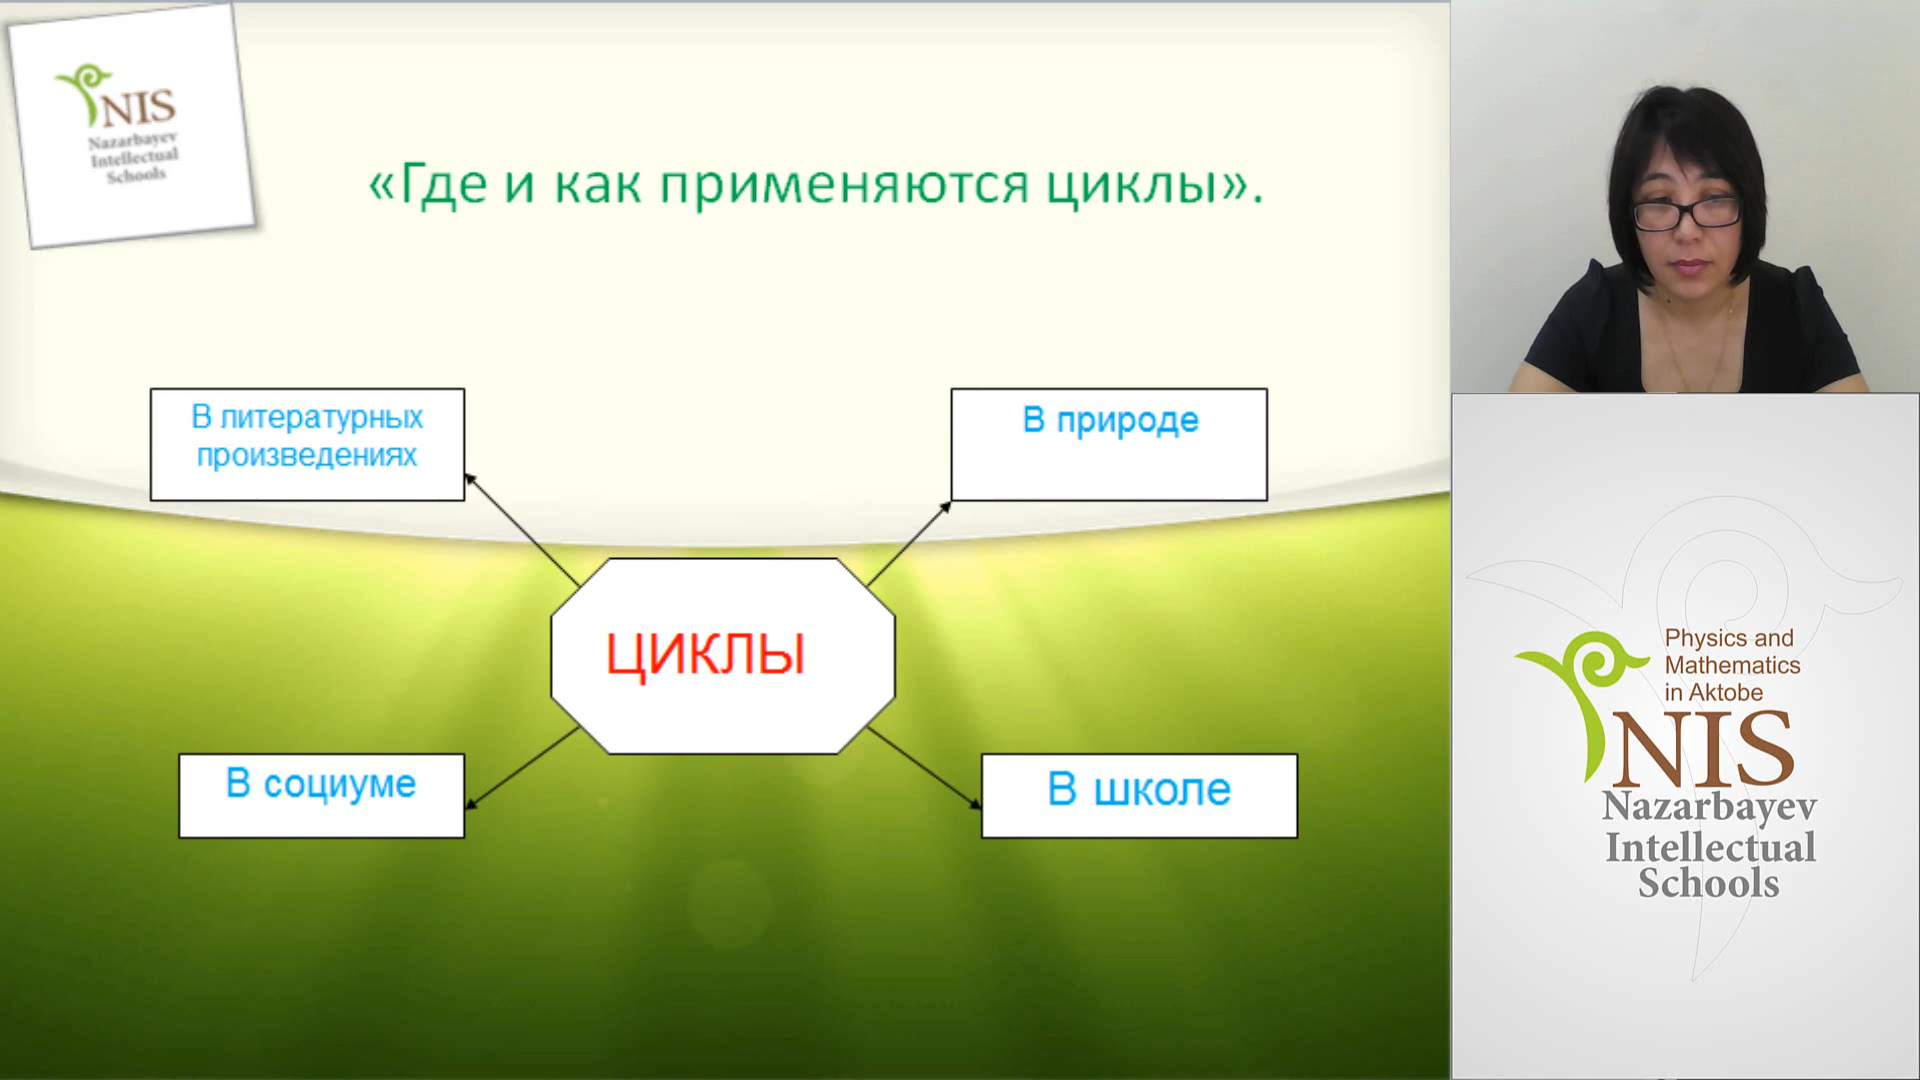 NIS
Nazarbayev
Intellectual
Schools
«Где и как применяются циклы».
В литературных
произведениях
В природе
ЦИКЛЫ
В социуме
В школе
Physics and
Mathematics
in Aktobe
NIS
Nazarbayev
Intellectual
Schools